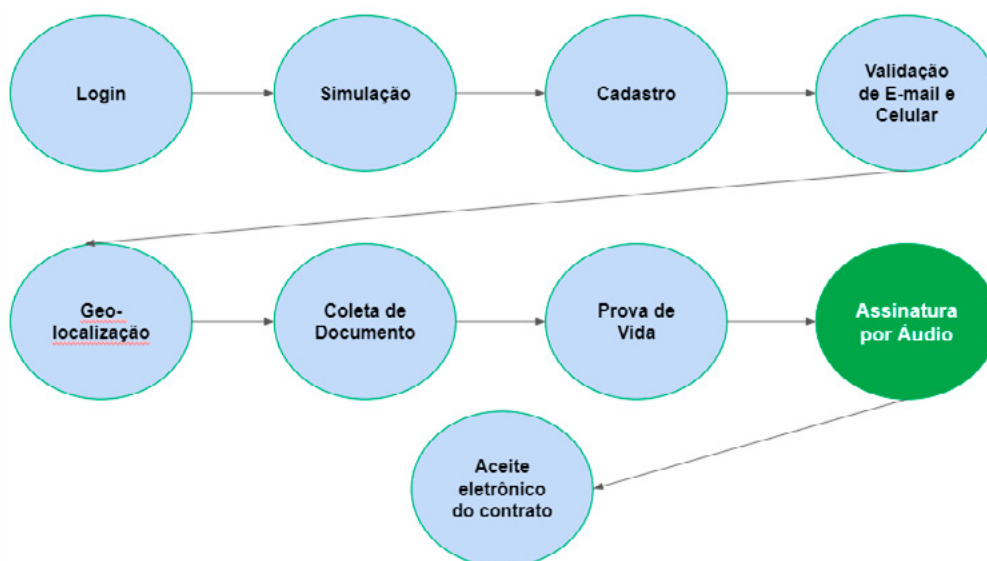 Login
Simulação
Cadastro
Validação
de E-mail e
Celular
Geo-
localização
Coleta de
Documento
Prova de
Vida
Assinatura
por Áudio
Aceite
eletrônico
do contrato